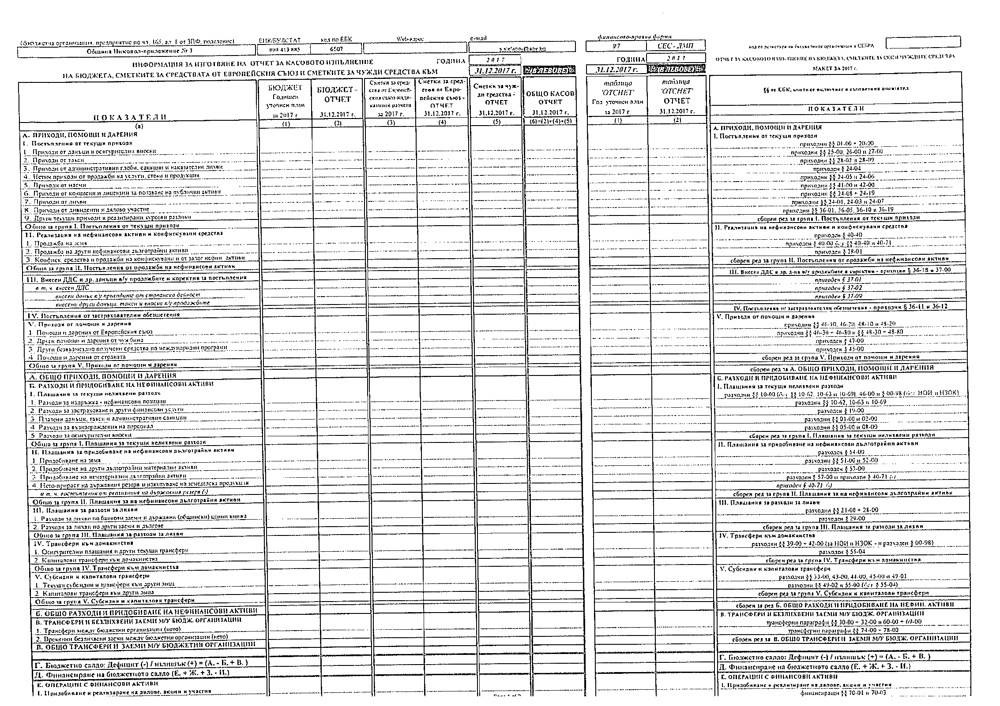 (бюджетна организация, предприятие по чл. 165, ал. 1 от ЗПФ, поделение) ЕИК/БУЛСТАТ код по ЕБК Web-адрес e-mail финансово-правна форма
Община Никопол-приложение № 3 000 413 885 6507 s.stefanov@abv.bg 97 СЕС - ДМП код от регистъра на бюджетните организации в СЕБРА
ИНФОРМАЦИЯ ЗА ИЗГОТВЯНЕ НА ОТЧЕТ ЗА КАСОВОТО ИЗПЪЛНЕНИЕ ГОДИНА 2017 ГОДИНА 2017 ОТЧЕТ ЗА КАСОВОТО ИЗПЪЛНЕНИЕ НА БЮДЖЕТА, СМЕТКИТЕ ЗА СЕС И ЧУЖДИТЕ СРЕДСТВА
НА БЮДЖЕТА, СМЕТКИТЕ ЗА СРЕДСТВАТА ОТ ЕВРОПЕЙСКИЯ СЪЮЗ И СМЕТКИТЕ ЗА ЧУЖДИ СРЕДСТВА КЪМ 31.12.2017 г. (В ЛЕВОВЕ) 31.12.2017 г. (В ЛЕВОВЕ) МАКЕТ ЗА 2017 г.
ПОКАЗАТЕЛИ
(а)
БЮДЖЕТ
Годишен
уточнен план
за 2017 г
(1)
БЮДЖЕТ -
ОТЧЕТ
31.12.2017 г.
(2)
Сметки за сред-
ства от Европей-
ския съюз-инди-
кативни разчети
за 2017 г.
(3)
Сметки за сред-
ства от Евро-
пейския съюз -
ОТЧЕТ
31.12.2017 г.
(4)
Сметки за чуж-
ди средства -
ОТЧЕТ
31.12.2017 г.
(5)
ОБЩО КАСОВ
ОТЧЕТ
31.12.2017 г.
(6)=(2)+(4)+(5)
таблица
'ОТСНЕТ'
Год. уточнен план
за 2017 г.
(1)
таблица
'ОТСНЕТ'
ОТЧЕТ
31.12.2017 г.
(2)
§§ от ЕБК, които се включват в съответния показател
ПОКАЗАТЕЛИ
А. ПРИХОДИ, ПОМОЩИ И ДАРЕНИЯ
I. Постъпления от текущи приходи
1. Приходи от данъци и осигурителни вноски
2. Приходи от такси
3. Приходи от административни глоби, санкции и наказателни лихви
4. Нетни приходи от продажби на услуги, стоки и продукция
5. Приходи от наеми
6. Приходи от концесии и лицензии за ползване на публични активи
7. Приходи от лихви
8. Приходи от дивиденти и дялово участие
9. Други текущи приходи и реализирани курсови разлики
Общо за група I. Постъпления от текущи приходи
II. Реализация на нефинансови активи и конфискувани средства
1. Продажба на земя
2. Продажба на други нефинансови дълготрайни активи
3. Конфиск. средства и продажби на конфискувани и от залог нефин. активи
Общо за група II. Постъпления от продажби на нефинансови активи
III. Внесен ДДС и др. данъци в/у продажбите и коректив за постъпления
в т. ч. внесен ДДС
внесен данък в/у приходите от стопанска дейност
внесени други данъци, такси и вноски в/у продажбите
IV. Постъпления от застрахователни обезщетения
V. Приходи от помощи и дарения
1. Помощи и дарения от Европейския съюз
2. Други помощи и дарения от чужбина
3. Други безвъзмездно получени средства по международни програми
4. Помощи и дарения от страната
Общо за група V. Приходи от помощи и дарения
А. ОБЩО ПРИХОДИ, ПОМОЩИ И ДАРЕНИЯ
Б. РАЗХОДИ И ПРИДОБИВАНЕ НА НЕФИНАНСОВИ АКТИВИ
I. Плащания за текущи нелихвени разходи
1. Разходи за издръжка - нефинансови позиции
2. Разходи за застраховане и други финансови услуги
3. Платени данъци, такси и административни санкции
4. Разходи за възнаграждения на персонал
5. Разходи за осигурителни вноски
Общо за група I. Плащания за текущи нелихвени разходи
II. Плащания за придобиване на нефинансови дълготрайни активи
1. Придобиване на земя
2. Придобиване на други дълготрайни материални активи
3. Придобиване на нематериални дълготрайни активи
4. Нето-прираст на държавния резерв и изкупуване на земеделска продукция
в т. ч. постъпления от реализация на държавния резерв (-)
Общо за група II. Плащания за на нефинансови дълготрайни активи
III. Плащания за разходи за лихви
1. Разходи за лихви по банкови заеми и държавни (общински) ценни книжа
2. Разходи за лихви по други заеми и дългове
Общо за група III. Плащания за разходи за лихви
IV. Трансфери към домакинства
1. Осигурителни плащания и други текущи трансфери
2. Капиталови трансфери към домакинства
Общо за група IV. Трансфери към домакинства
V. Субсидии и капиталови трансфери
1. Текущи субсидии и трансфери към други лица
2. Капиталови трансфери към други лица
Общо за група V. Субсидии и капиталови трансфери
Б. ОБЩО РАЗХОДИ И ПРИДОБИВАНЕ НА НЕФИНАНСОВИ АКТИВИ
В. ТРАНСФЕРИ И БЕЗЛИХВЕНИ ЗАЕМИ М/У БЮДЖ. ОРГАНИЗАЦИИ
1. Трансфери между бюджетни организации (нето)
2. Временни безлихвени заеми между бюджетни организации (нето)
В. ОБЩО ТРАНСФЕРИ И ЗАЕМИ М/У БЮДЖЕТНИ ОРГАНИЗАЦИИ
Г. Бюджетно салдо: Дефицит (-) / излишък (+) = (А. - Б. + В. )
Д. Финансиране на бюджетното салдо (Е. + Ж. + З. - И.)
Е. ОПЕРАЦИИ С ФИНАНСОВИ АКТИВИ
I. Придобиване и реализиране на дялове, акции и участия
А. ПРИХОДИ, ПОМОЩИ И ДАРЕНИЯ
I. Постъпления от текущи приходи
приходни §§ 01-00 ÷ 20-00
приходни §§ 25-00, 26-00 и 27-00
приходни §§ 28-02 и 28-09
приходен § 24-04
приходни §§ 24-05 и 24-06
приходни §§ 41-00 и 42-00
приходни §§ 24-08 ÷ 24-19
приходни §§ 24-01, 24-03 и 24-07
приходни §§ 36-01, 36-05, 36-10 и 36-19
сборен ред за група I. Постъпления от текущи приходи
II. Реализация на нефинансови активи и конфискувани средства
приходен § 40-40
приходен § 40-00 без §§ 40-40 и 40-71
приходен § 28-01
сборен ред за група II. Постъпления от продажби на нефинансови активи
III. Внесен ДДС и др. д-ци в/у продажбите и коректив - приходни § 36-18 и 37-00
приходен § 37-01
приходен § 37-02
приходен § 37-09
IV. Постъпления от застрахователни обезщетения - приходни § 36-11 и 36-12
V. Приходи от помощи и дарения
приходни §§ 46-10, 46-20, 48-10 и 48-20
приходни §§ 46-30 ÷ 46-80 и §§ 48-30 ÷ 48-80
приходен § 47-00
приходен § 45-00
сборен ред за група V. Приходи от помощи и дарения
сборен ред за А. ОБЩО ПРИХОДИ, ПОМОЩИ И ДАРЕНИЯ
Б. РАЗХОДИ И ПРИДОБИВАНЕ НА НЕФИНАНСОВИ АКТИВИ
I. Плащания за текущи нелихвени разходи
разходни §§ 10-00 (без §§ 10-62, 10-63 и 10-69), 46-00 и § 00-98 (без НОИ и НЗОК)
разходни §§ 10-62, 10-63 и 10-69
разходен § 19-00
разходни §§ 01-00 и 02-00
разходни §§ 05-00 и 08-00
сборен ред за група I. Плащания за текущи нелихвени разходи
II. Плащания за придобиване на нефинансови дълготрайни активи
разходен § 54-00
разходни §§ 51-00 и 52-00
разходен § 53-00
разходен § 57-00 и приходен § 40-71 (-)
приходен § 40-71 (-)
сборен ред за група II. Плащания за на нефинансови дълготрайни активи
III. Плащания за разходи за лихви
разходни §§ 21-00 ÷ 28-00
разходен § 29-00
сборен ред за група III. Плащания за разходи за лихви
IV. Трансфери към домакинства
разходни §§ 39-00 ÷ 42-00 (за НОИ и НЗОК - и разходен § 00-98)
разходен § 55-04
сборен ред за група IV. Трансфери към домакинства
V. Субсидии и капиталови трансфери
разходни §§ 33-00, 43-00, 44-00, 45-00 и 49-01
разходни §§ 49-02 и 55-00 (без § 55-04)
сборен ред за група V. Субсидии и капиталови трансфери
сборен за ред Б. ОБЩО РАЗХОДИ И ПРИДОБИВАНЕ НА НЕФИН. АКТИВИ
В. ТРАНСФЕРИ И БЕЗЛИХВЕНИ ЗАЕМИ М/У БЮДЖ. ОРГАНИЗАЦИИ
трансферни параграфи §§ 30-00 ÷ 32-00 и 60-00 ÷ 69-00
трансферни параграфи §§ 74-00 ÷ 78-00
сборен ред за В. ОБЩО ТРАНСФЕРИ И ЗАЕМИ М/У БЮДЖ. ОРГАНИЗАЦИИ
Г. Бюджетно салдо: Дефицит (-) / излишък (+) = (А. - Б. + В. )
Д. Финансиране на бюджетното салдо (Е. + Ж. + З. - И.)
Е. ОПЕРАЦИИ С ФИНАНСОВИ АКТИВИ
I. Придобиване и реализиране на дялове, акции и участия
финансиращи §§ 70-01 и 70-03